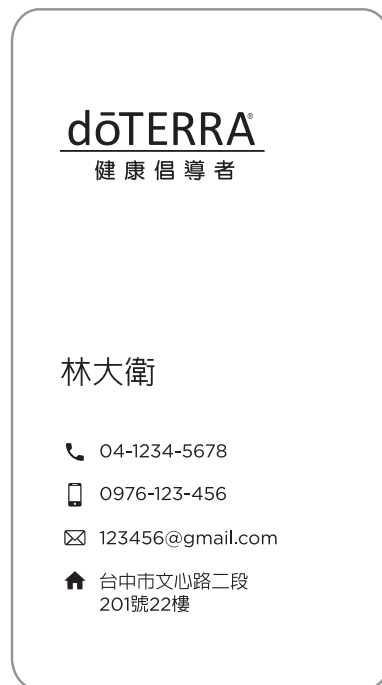 dōTERRA®
健康倡導者
林大衛
04-1234-5678
0976-123-456
123456@gmail.com
台中市文心路二段
201號22樓